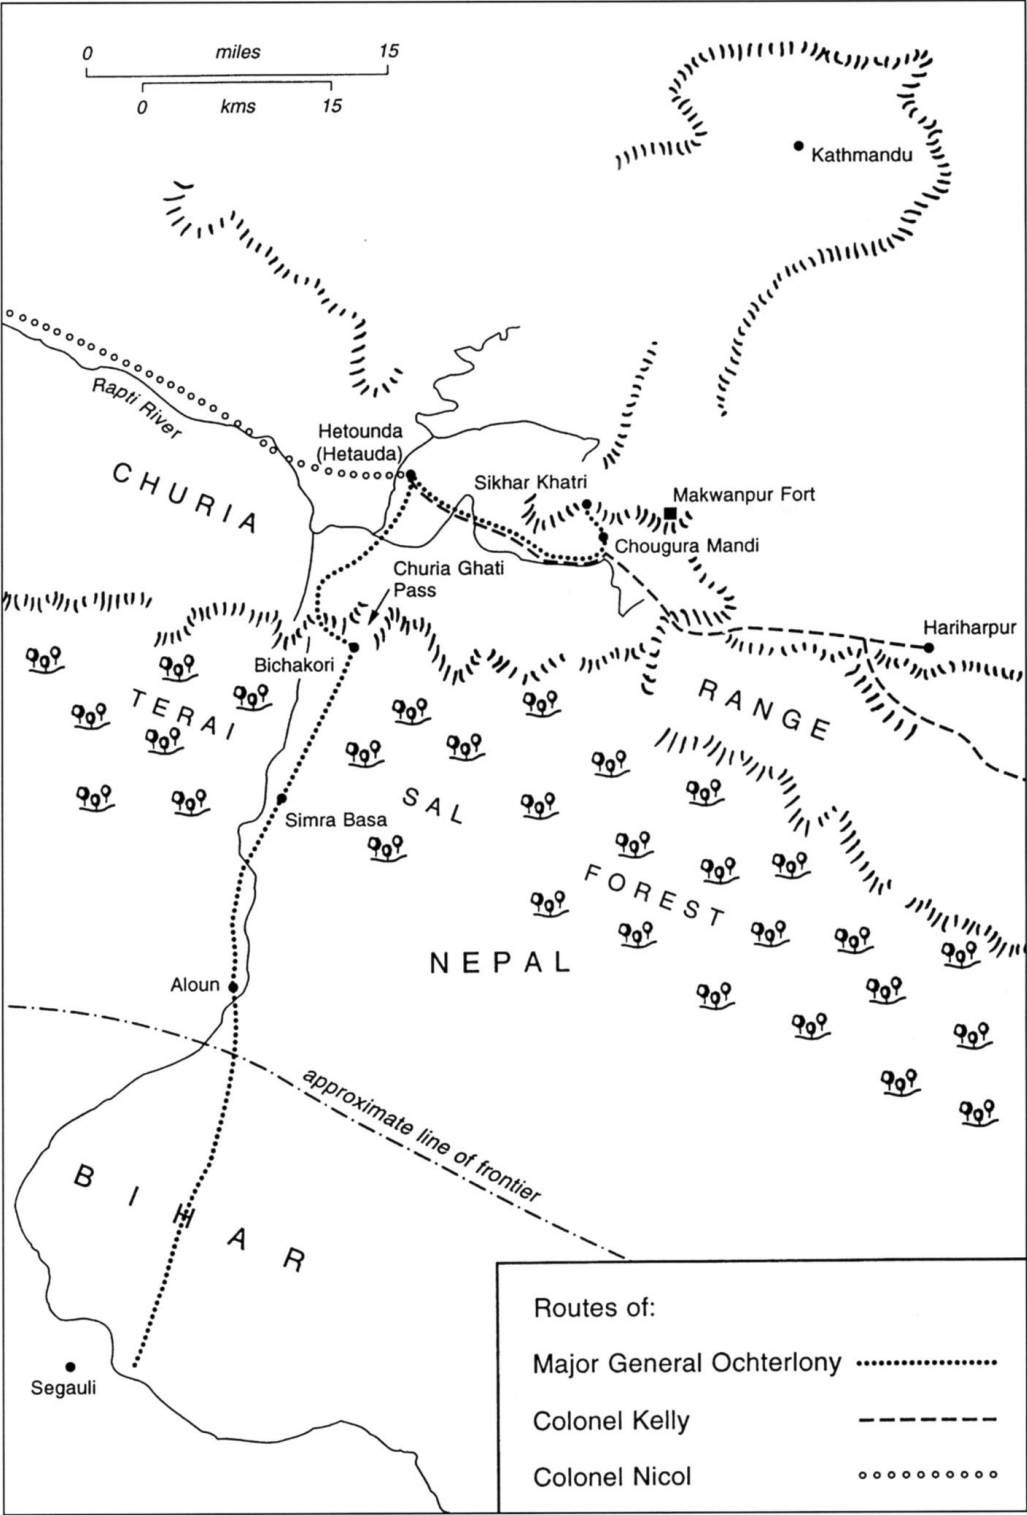 0 miles 15
0 kms 15
Kathmandu
Rapti River
Hetounda
(Hetauda)
CHURIA
Sikhar Khatri
Makwanpur Fort
Chougura Mandi
Churia Ghati
Pass
Hariharpur
Bichakori
TERAI
RANGE
SAL
Simra Basa
FOREST
NEPAL
Aloun
approximate line of frontier
BIHAR
Segauli
Routes of:
Major General Ochterlony
Colonel Kelly
Colonel Nicol